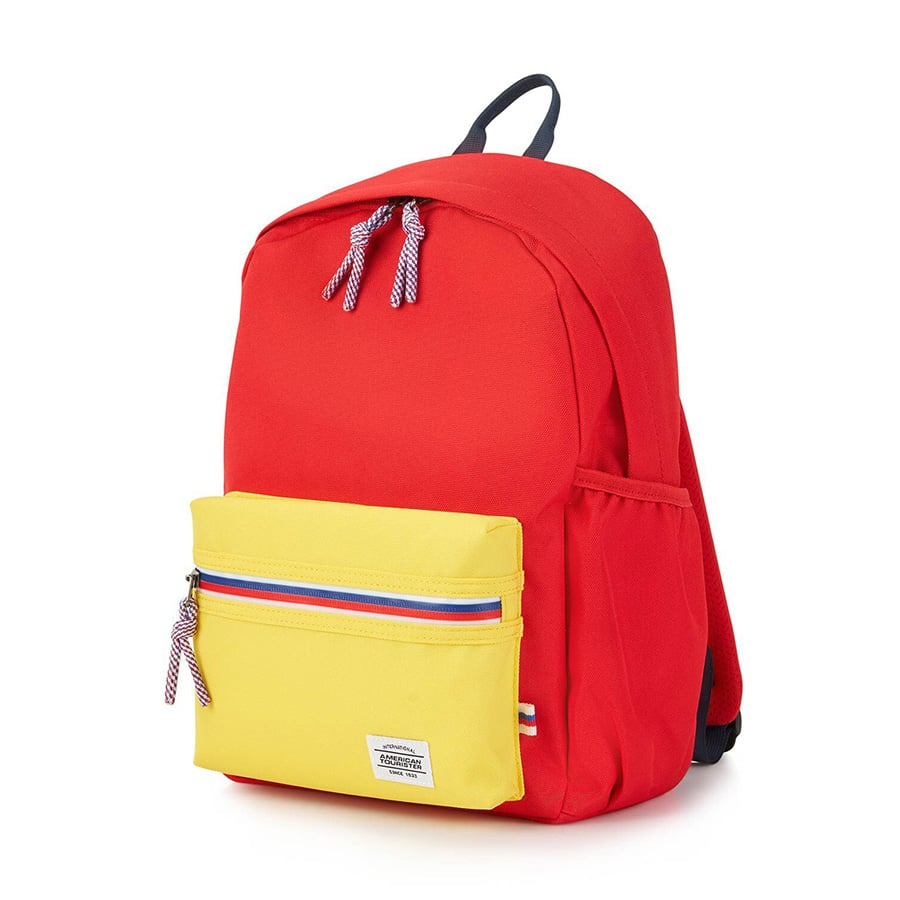 INTERNATIONAL
AMERICAN
TOURISTER
SINCE 1933